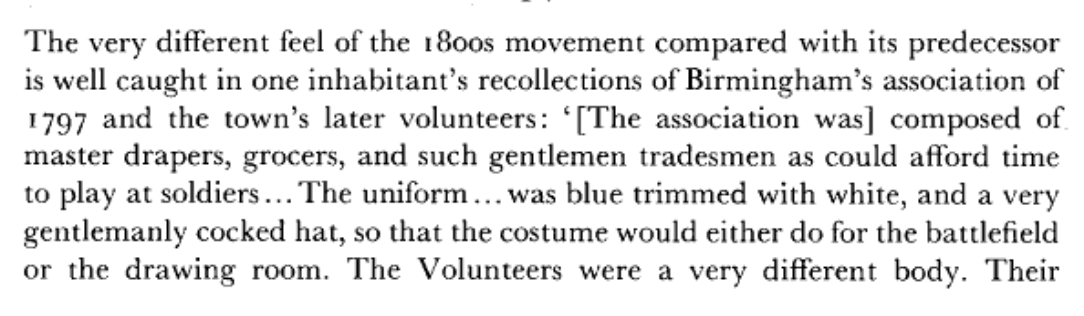 The very different feel of the 1800s movement compared with its predecessor
is well caught in one inhabitant's recollections of Birmingham's association of
1797 and the town's later volunteers: ‘[The association was] composed of
master drapers, grocers, and such gentlemen tradesmen as could afford time
to play at soldiers... The uniform... was blue trimmed with white, and a very
gentlemanly cocked hat, so that the costume would either do for the battlefield
or the drawing room. The Volunteers were a very different body. Their